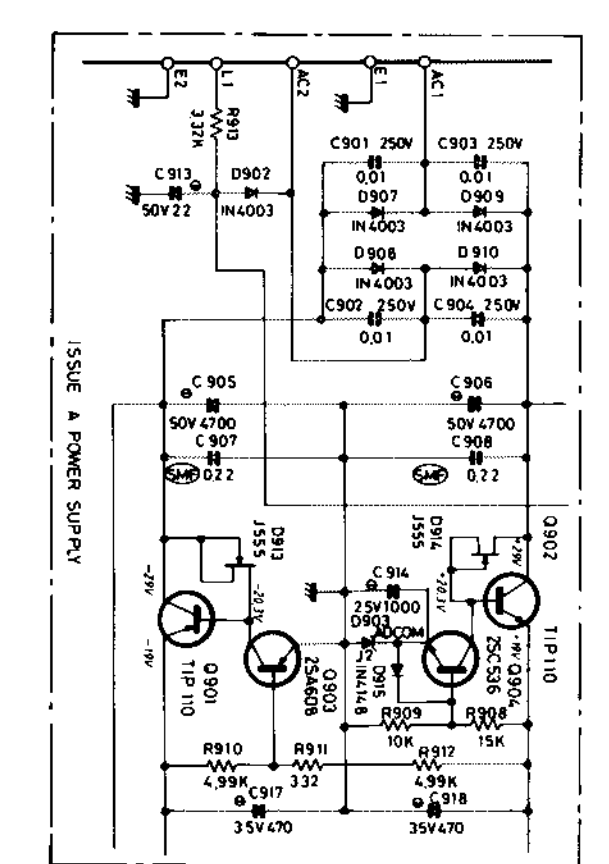 E2
L1
AC2
E1
AC1
R913
3.32K
C901 250V
0.01
C903 250V
0.01
C913
50V 22
D902
IN4003
D907
IN4003
D909
IN4003
D908
IN4003
D910
IN4003
C902 250V
0.01
C904 250V
0.01
ISSUE A POWER SUPPLY
C905
50V 4700
C906
50V 4700
C907
SMF 0.22
C908
SMF 0.22
D913
J555
D914
J555
+29V
Q902
TIP110
-29V
-20.3V
+20.3V
C914
25V1000
D903
ADCOM
J2
+19V
Q904
2SC536
-19V
Q901
TIP110
Q903
2SA608
D915
IN4148
R909
10K
R908
15K
R910
4.99K
R911
332
R912
4.99K
C917
35V470
C918
35V470